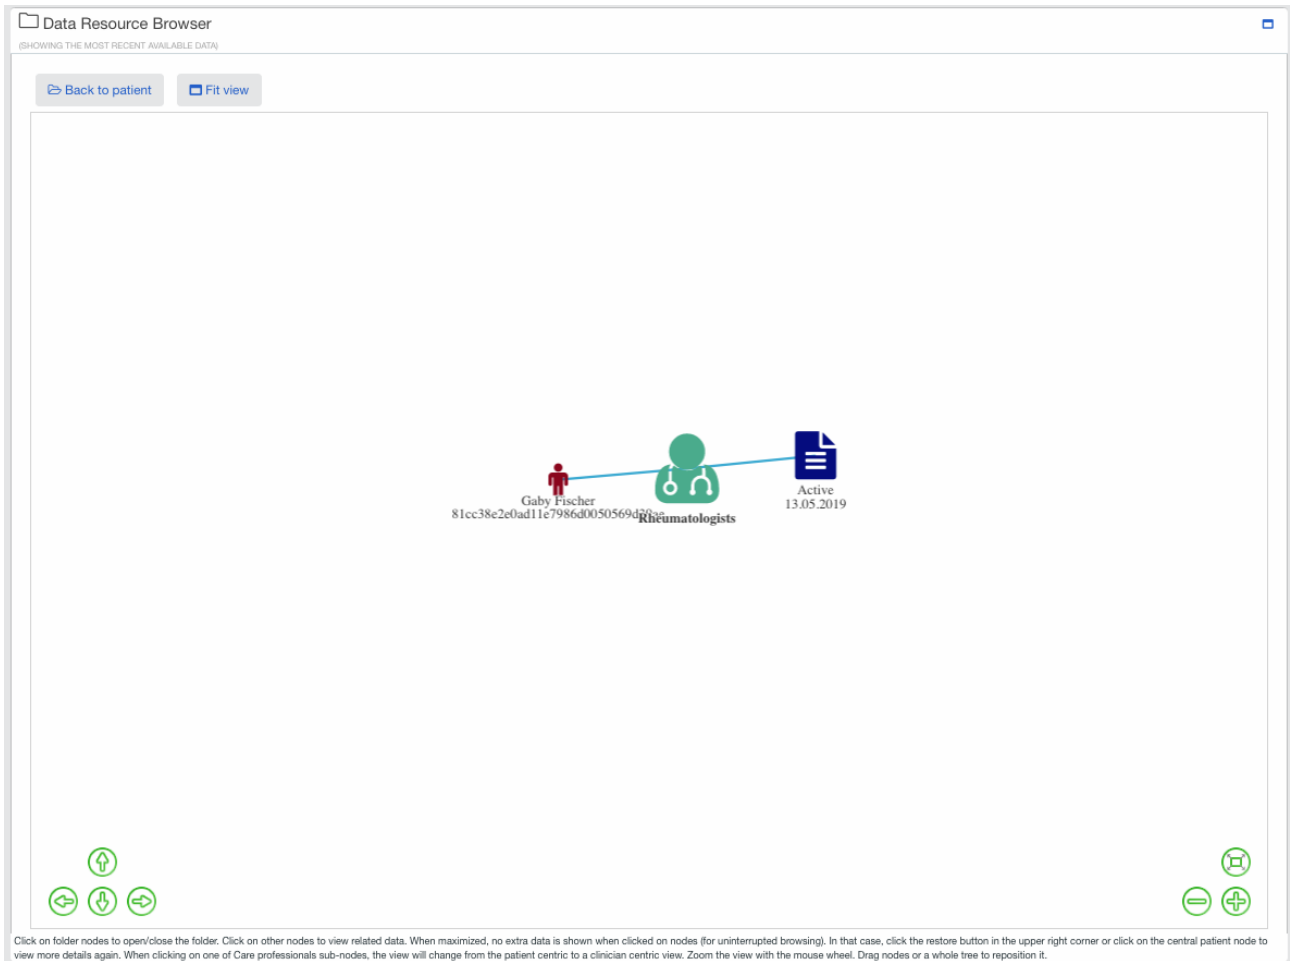 Data Resource Browser
(SHOWING THE MOST RECENT AVAILABLE DATA)
Back to patient
Fit view
Active
13.05.2019
Gaby Fischer
Rheumatologists
Click on folder nodes to open/close the folder. Click on other nodes to view related data. When maximized, no extra data is shown when clicked on nodes (for uninterrupted browsing). In that case, click the restore button in the upper right corner or click on the central patient node to
view more details again. When clicking on one of Care professionals sub-nodes, the view will change from the patient centric to a clinician centric view. Zoom the view with the mouse wheel. Drag nodes or a whole tree to reposition it.